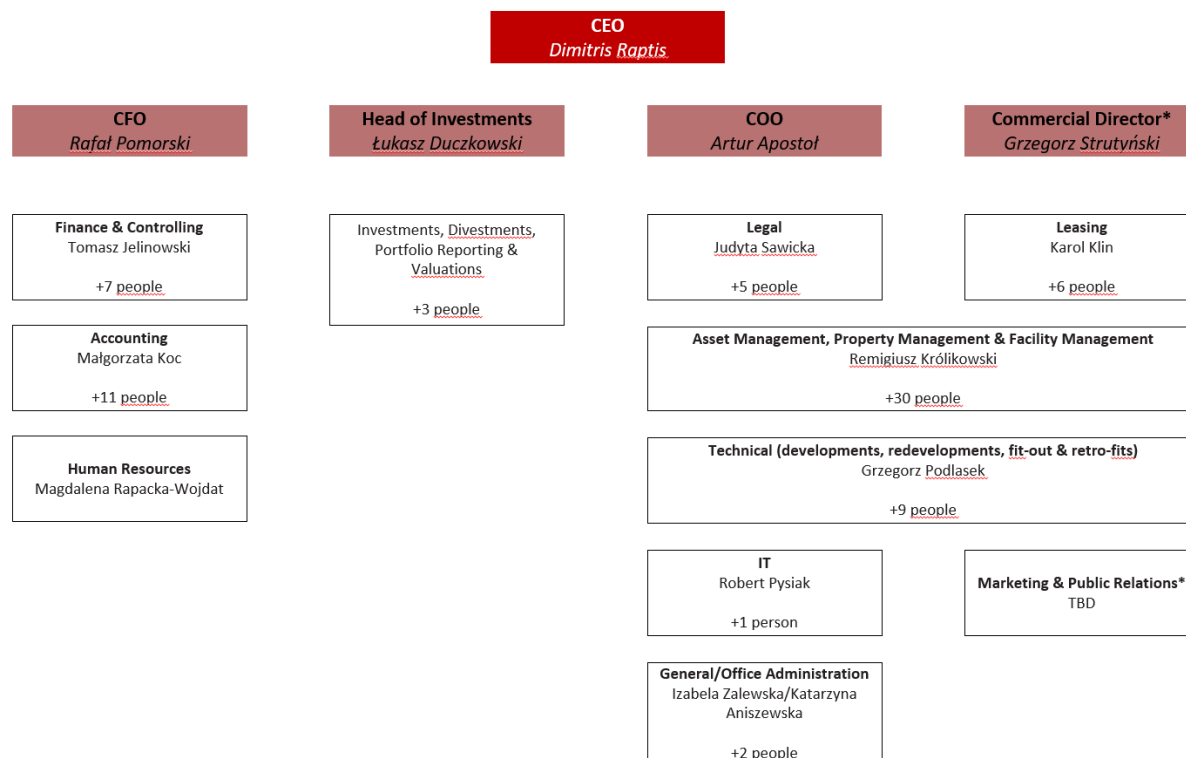 CEO
Dimitris Raptis
CFO
Rafał Pomorski
Head of Investments
Łukasz Duczkowski
COO
Artur Apostoł
Commercial Director*
Grzegorz Strutyński
Finance & Controlling
Tomasz Jelinowski
+7 people
Investments, Divestments,
Portfolio Reporting &
Valuations
+3 people
Legal
Judyta Sawicka
+5 people
Leasing
Karol Klin
+6 people
Accounting
Małgorzata Koc
+11 people
Asset Management, Property Management & Facility Management
Remigiusz Królikowski
+30 people
Human Resources
Magdalena Rapacka-Wojdat
Technical (developments, redevelopments, fit-out & retro-fits)
Grzegorz Podlasek
+9 people
IT
Robert Pysiak
+1 person
Marketing & Public Relations*
TBD
General/Office Administration
Izabela Zalewska/Katarzyna
Aniszewska
+2 people